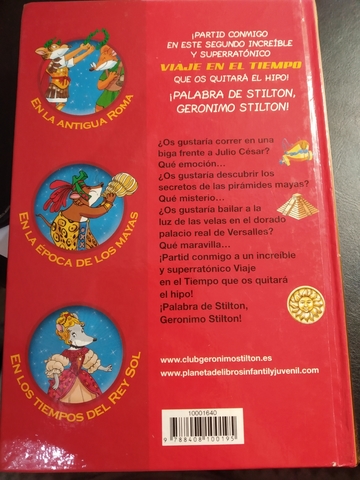 ¡PARTID CONMIGO
EN ESTE SEGUNDO INCREÍBLE
Y SUPERRATÓNICO
VIAJE EN EL TIEMPO
QUE OS QUITARÁ EL HIPO!
¡PALABRA DE STILTON,
GERONIMO STILTON!
EN LA ANTIGUA ROMA
¿Os gustaría correr en una
biga frente a Julio César?
Qué emoción...
¿Os gustaría descubrir los
secretos de las pirámides mayas?
Qué misterio...
¿Os gustaría bailar a la
luz de las velas en el dorado
palacio real de Versalles?
Qué maravilla...
¡Partid conmigo a un increíble
y superratónico Viaje
en el Tiempo que os quitará
el hipo!
¡Palabra de Stilton,
Geronimo Stilton!
EN LA ÉPOCA DE LOS MAYAS
EN LOS TIEMPOS DEL REY SOL
www.clubgeronimostilton.es
www.planetadelibrosinfantilyjuvenil.com
10001640
9 788408 100195